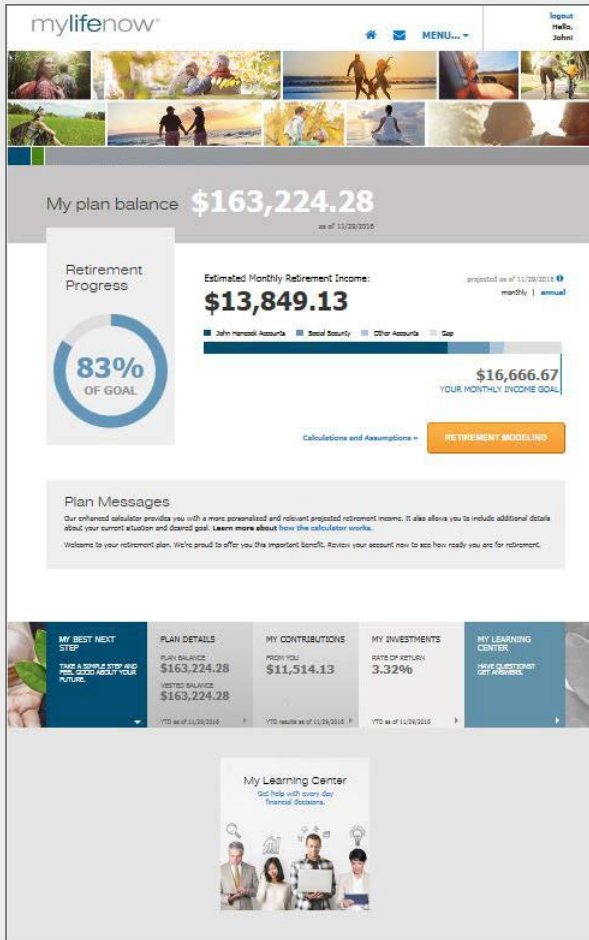 mylifenow
logout
Hello,
John!
MENU...
My plan balance $163,224.28
as of 11/29/2016
Retirement
Progress
83%
OF GOAL
Estimated Monthly Retirement Income:
$13,849.13
projected as of 11/29/2016
monthly | annual
John Hancock Accounts Social Security Other Accounts Gap
$16,666.67
YOUR MONTHLY INCOME GOAL
Calculations and Assumptions »
RETIREMENT MODELING
Plan Messages
Our enhanced calculator provides you with a more personalized and relevant projected retirement income. It also allows you to include additional details
about your current situation and desired goal. Learn more about how the calculator works.
Welcome to your retirement plan. We're proud to offer you this important benefit. Review your account now to see how ready you are for retirement.
MY BEST NEXT
STEP
TAKE A SIMPLE STEP AND
FEEL GOOD ABOUT YOUR
FUTURE.
PLAN DETAILS
PLAN BALANCE
$163,224.28
VESTED BALANCE
$163,224.28
YTD as of 11/29/2016
MY CONTRIBUTIONS
FROM YOU
$11,514.13
YTD results as of 11/29/2016
MY INVESTMENTS
RATE OF RETURN
3.32%
YTD as of 11/29/2016
MY LEARNING
CENTER
HAVE QUESTIONS?
GET ANSWERS.
My Learning Center
Get help with every day
financial decisions.